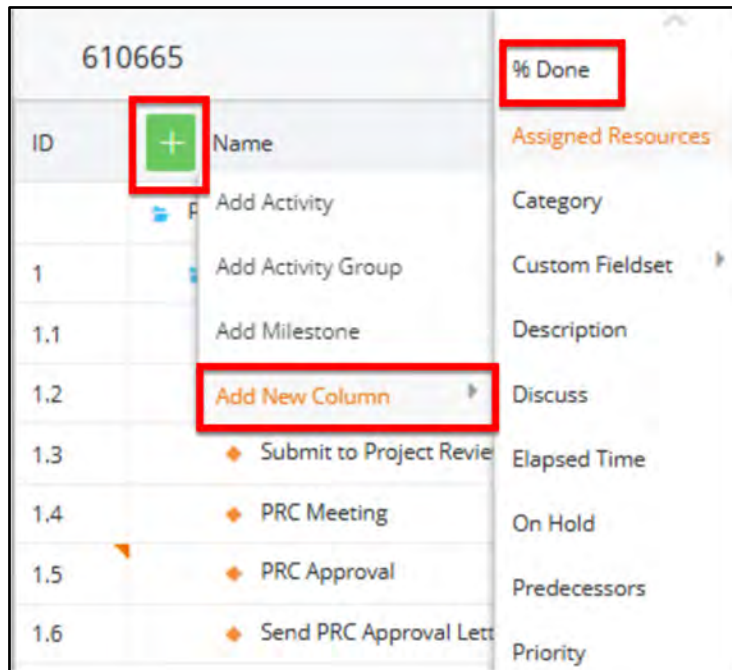 610665
ID
+
Name
P
1
1.1
1.2
1.3
Submit to Project Revie
1.4
PRC Meeting
1.5
PRC Approval
1.6
Send PRC Approval Lett
Add Activity
Add Activity Group
Add Milestone
Add New Column
% Done
Assigned Resources
Category
Custom Fieldset
Description
Discuss
Elapsed Time
On Hold
Predecessors
Priority